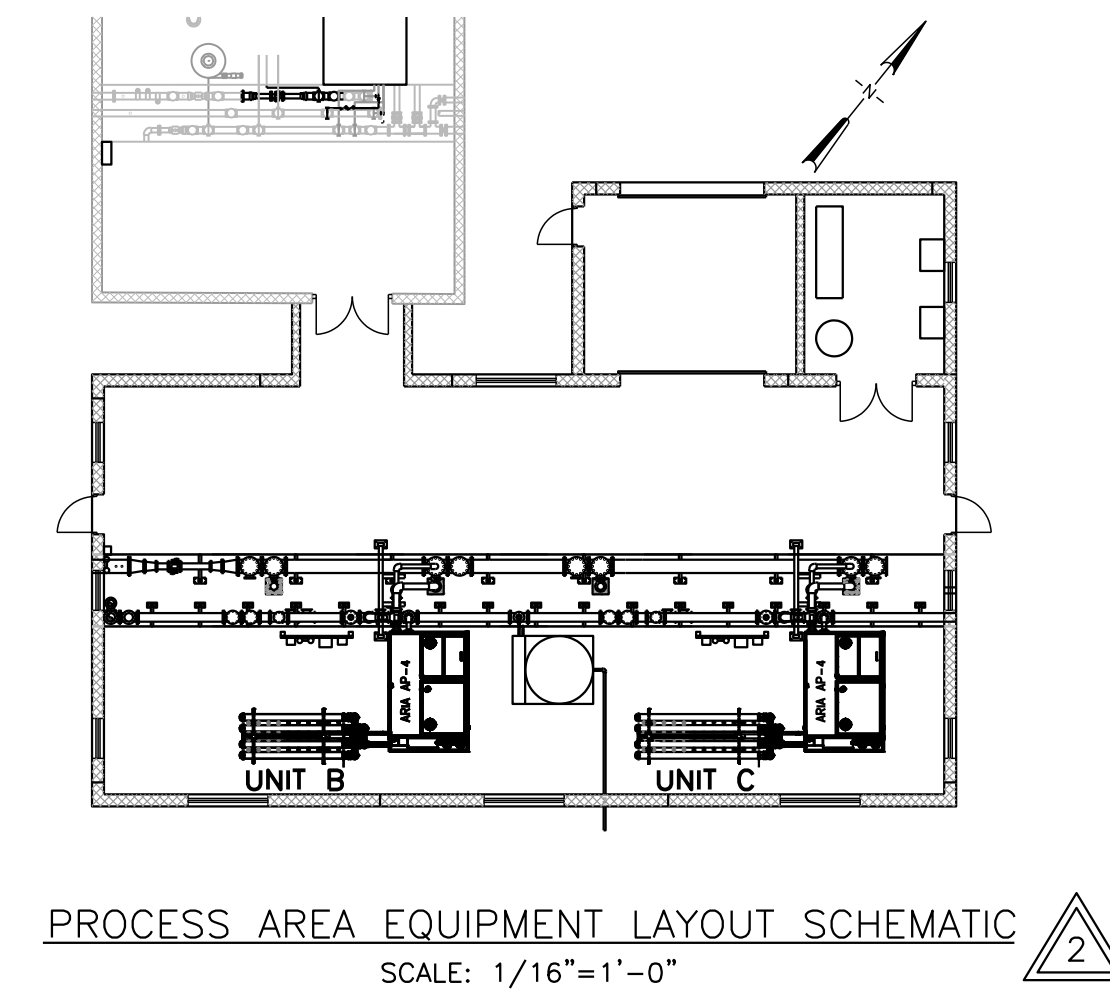 N
ARIA AP-4
ARIA AP-4
UNIT B
UNIT C
PROCESS AREA EQUIPMENT LAYOUT SCHEMATIC
SCALE: 1/16"=1'-0"
2